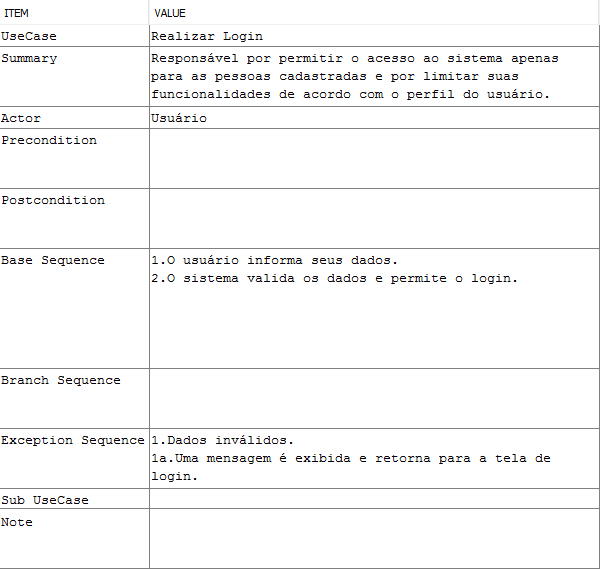 ITEM VALUE
UseCase Realizar Login
Summary Responsável por permitir o acesso ao sistema apenas
para as pessoas cadastradas e por limitar suas
funcionalidades de acordo com o perfil do usuário.
Actor Usuário
Precondition
Postcondition
Base Sequence 1.O usuário informa seus dados.
2.O sistema valida os dados e permite o login.
Branch Sequence
Exception Sequence 1.Dados inválidos.
1a.Uma mensagem é exibida e retorna para a tela de
login.
Sub UseCase
Note